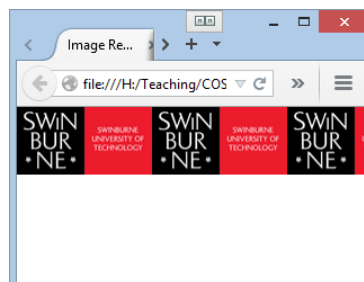 Image Re...
file:///H:/Teaching/COS
SWIN
BUR
• NE •
SWINBURNE
UNIVERSITY OF
TECHNOLOGY
SWIN
BUR
• NE •
SWINBURNE
UNIVERSITY OF
TECHNOLOGY
SWIN
BUR
• NE •